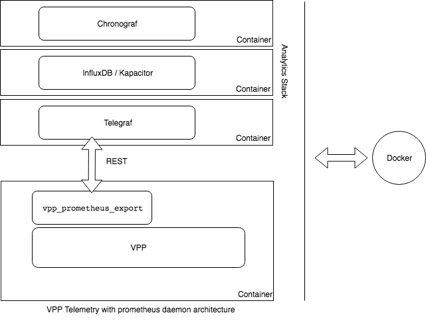 Chronograf
Container
InfluxDB / Kapacitor
Container
Telegraf
Container
Analytics Stack
REST
vpp_prometheus_export
VPP
Container
Docker
VPP Telemetry with prometheus daemon architecture